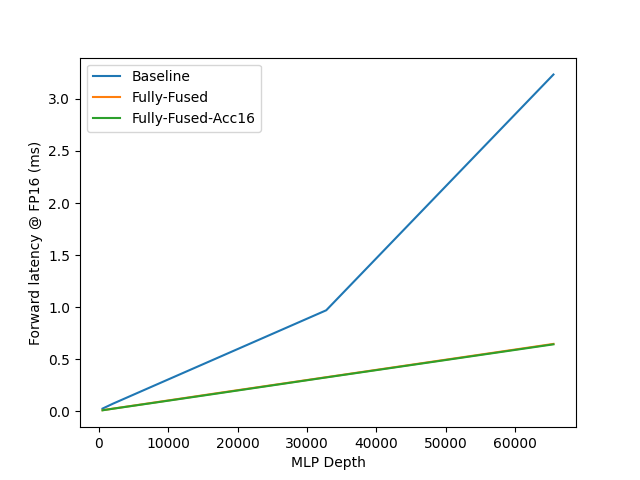 Baseline
Fully-Fused
Fully-Fused-Acc16
Forward latency @ FP16 (ms)
3.0
2.5
2.0
1.5
1.0
0.5
0.0
0 10000 20000 30000 40000 50000 60000
MLP Depth